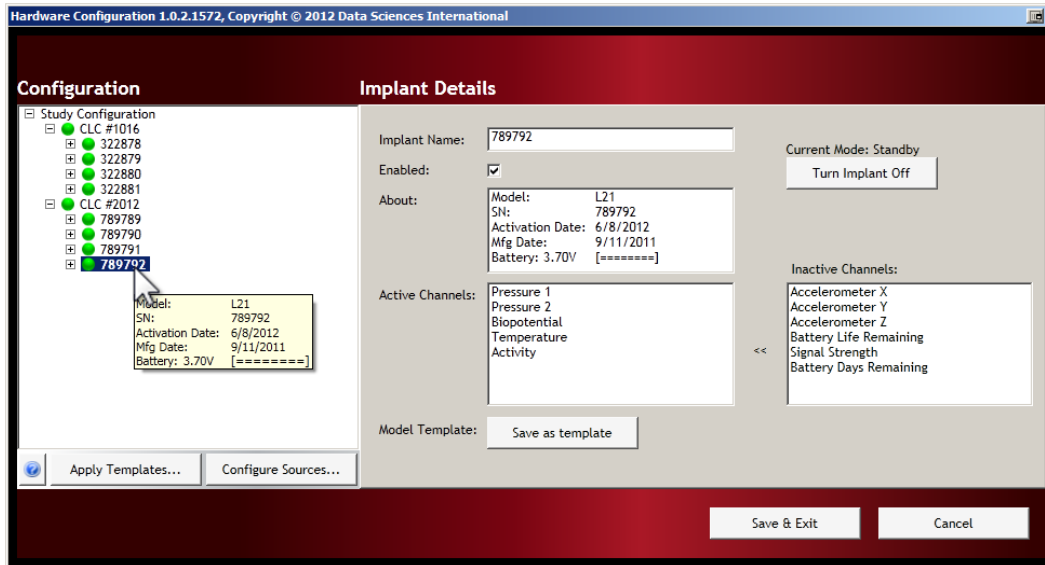 Hardware Configuration 1.0.2.1572, Copyright © 2012 Data Sciences International
Configuration
Study Configuration
CLC #1016
322878
322879
322880
322881
CLC #2012
789789
789790
789791
789792
Model: L21
SN: 789792
Activation Date: 6/8/2012
Mfg Date: 9/11/2011
Battery: 3.70V [========]
Apply Templates...
Configure Sources...
Implant Details
Implant Name: 789792
Enabled:
About:
Model: L21
SN: 789792
Activation Date: 6/8/2012
Mfg Date: 9/11/2011
Battery: 3.70V [========]
Current Mode: Standby
Turn Implant Off
Active Channels:
Pressure 1
Pressure 2
Biopotential
Temperature
Activity
<<
Inactive Channels:
Accelerometer X
Accelerometer Y
Accelerometer Z
Battery Life Remaining
Signal Strength
Battery Days Remaining
Model Template:
Save as template
Save & Exit
Cancel